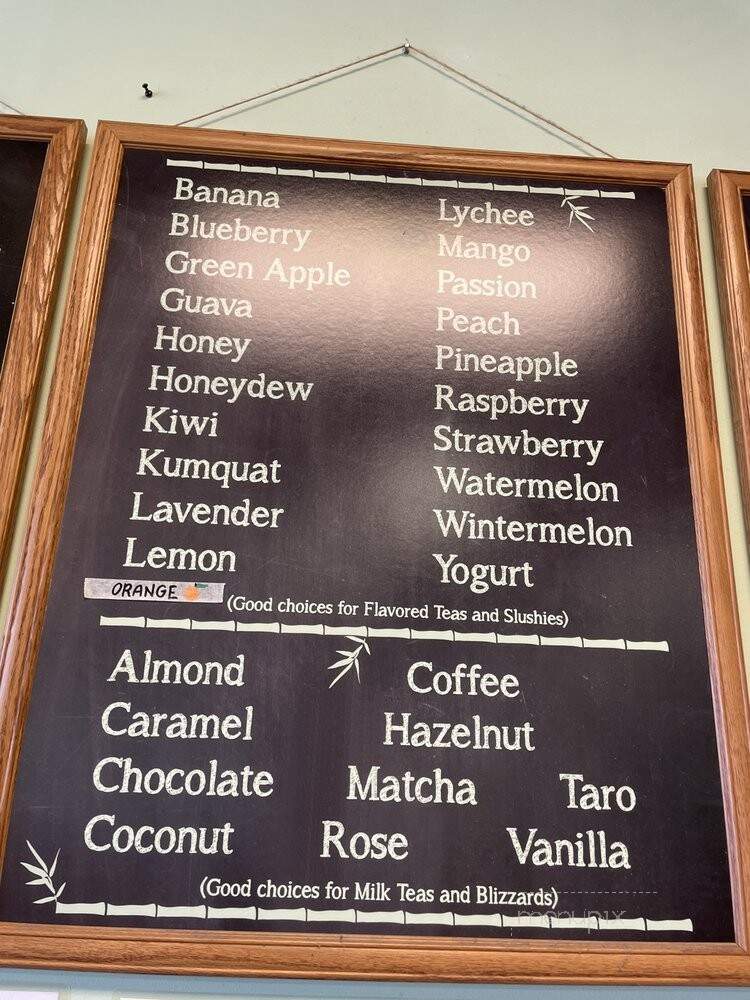 Banana
Blueberry
Green Apple
Guava
Honey
Honeydew
Kiwi
Kumquat
Lavender
Lemon
ORANGE
Lychee
Mango
Passion
Peach
Pineapple
Raspberry
Strawberry
Watermelon
Wintermelon
Yogurt
(Good choices for Flavored Teas and Slushies)
Almond Coffee
Caramel Hazelnut
Chocolate Matcha Taro
Coconut Rose Vanilla
(Good choices for Milk Teas and Blizzards)
menupix